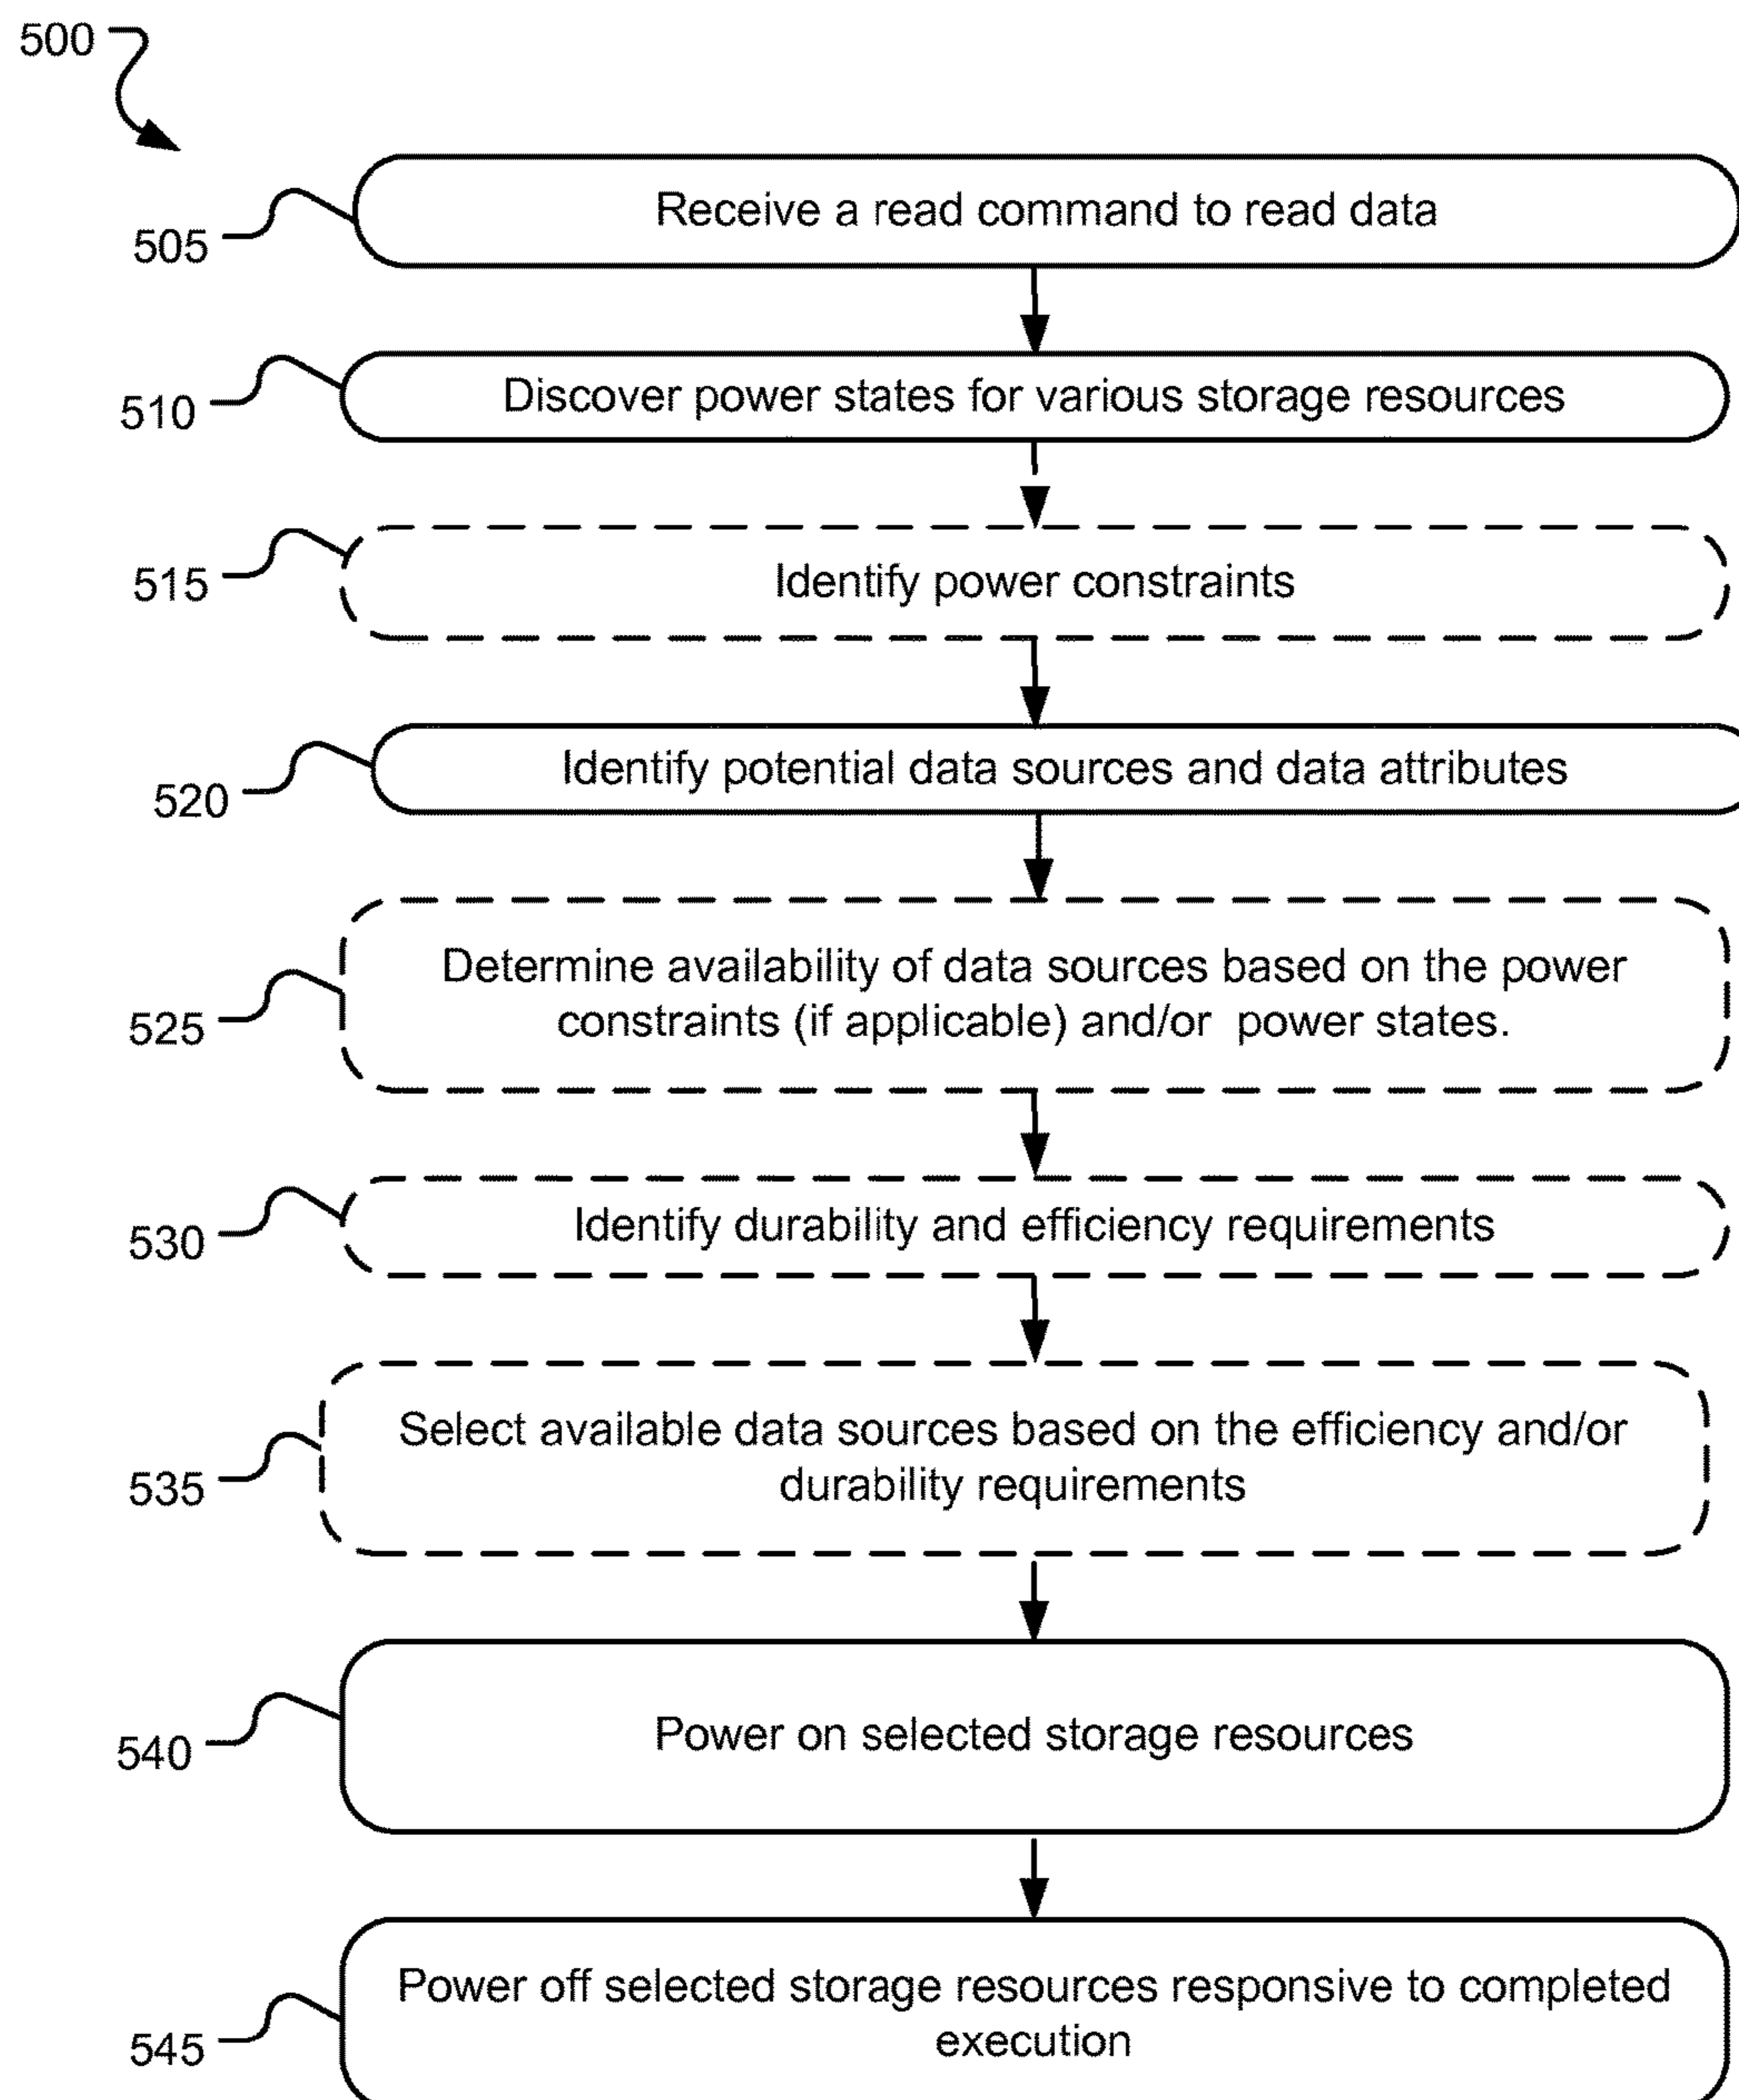 500
Receive a read command to read data
505
Discover power states for various storage resources
510
Identify power constraints
515
Identify potential data sources and data attributes
520
Determine availability of data sources based on the power
constraints (if applicable) and/or power states.
525
Identify durability and efficiency requirements
530
Select available data sources based on the efficiency and/or
durability requirements
535
Power on selected storage resources
540
Power off selected storage resources responsive to completed
execution
545